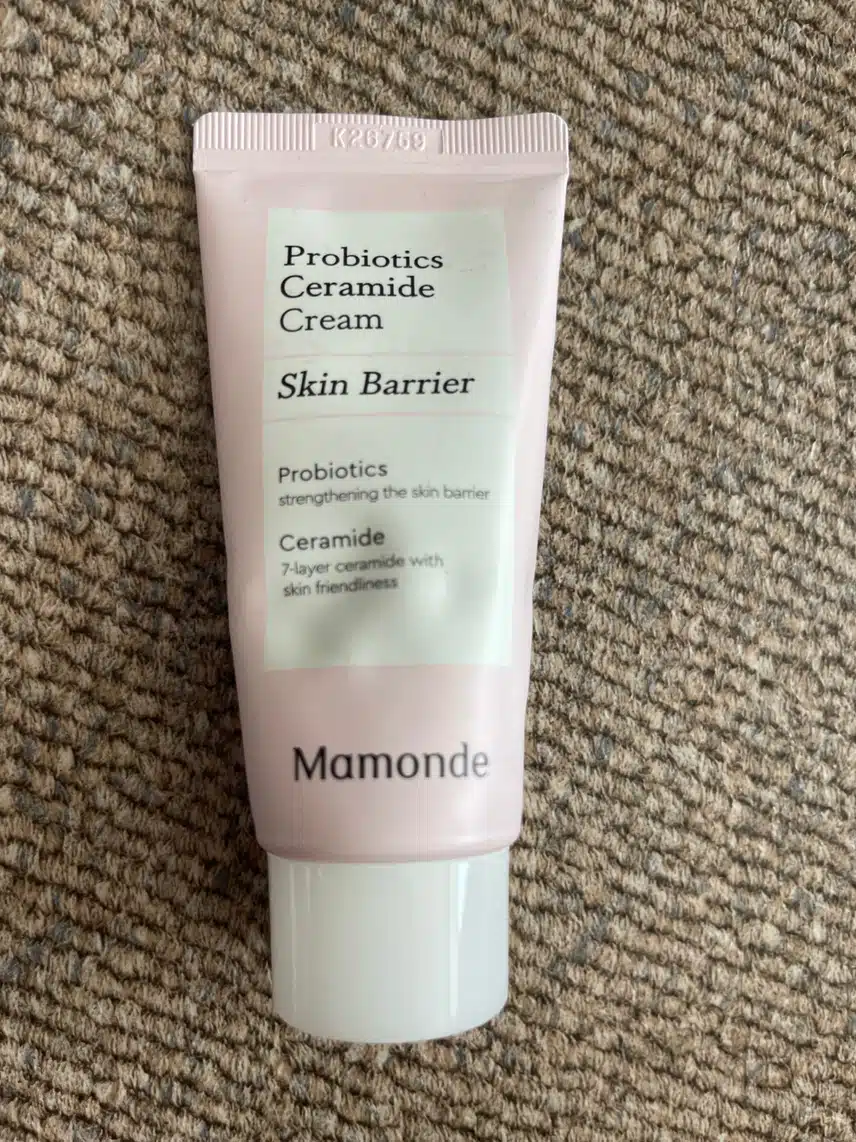 K26769
Probiotics
Ceramide
Cream
Skin Barrier
Probiotics
strengthening the skin barrier
Ceramide
7-layer ceramide with
skin friendliness
Mamonde